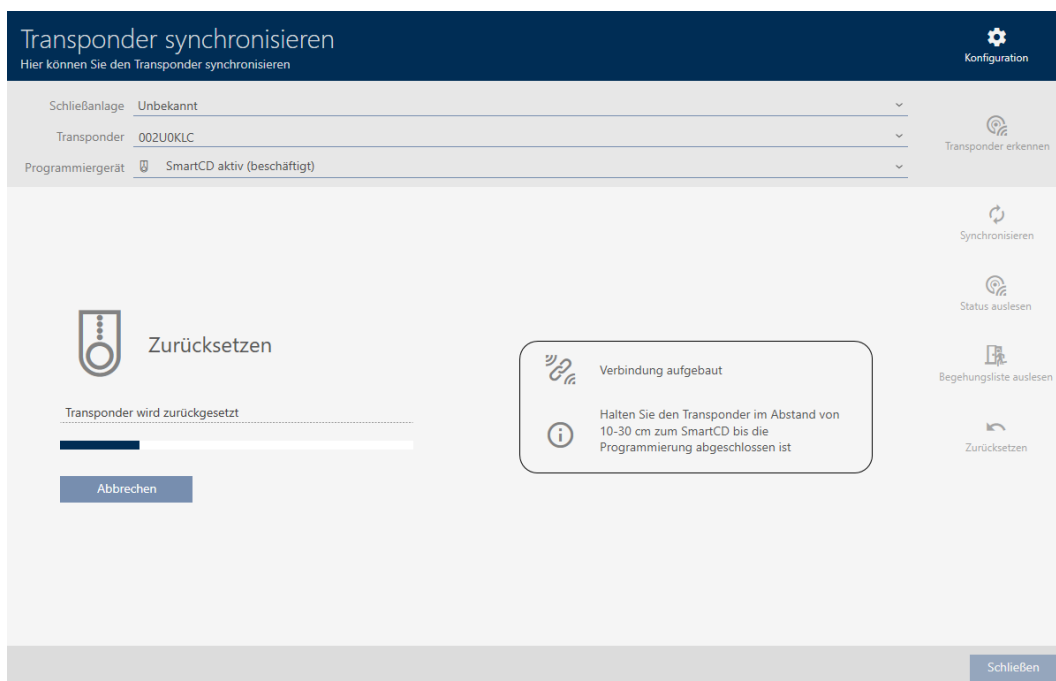 Transponder synchronisieren
Hier können Sie den Transponder synchronisieren
Konfiguration
Schließanlage Unbekannt
Transponder 002U0KLC
Programmiergerät SmartCD aktiv (beschäftigt)
Transponder erkennen
Synchronisieren
Status auslesen
Begehungsliste auslesen
Zurücksetzen
Zurücksetzen
Transponder wird zurückgesetzt
Abbrechen
Verbindung aufgebaut
Halten Sie den Transponder im Abstand von
10-30 cm zum SmartCD bis die
Programmierung abgeschlossen ist
Schließen